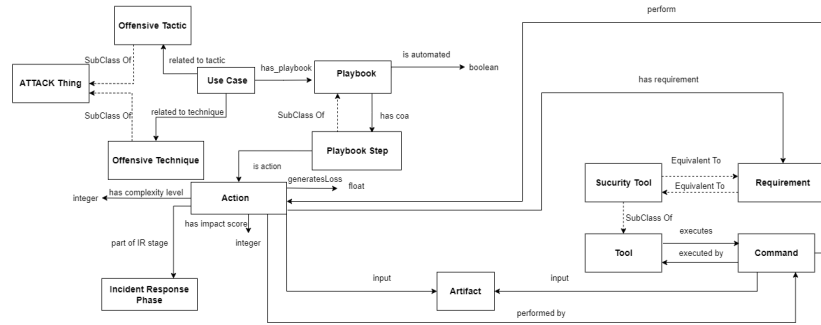 perform
Offensive Tactic
related to tactic
SubClass Of
ATTACK Thing
Use Case
has_playbook
Playbook
is automated
boolean
has requirement
SubClass Of
related to technique
SubClass Of
has coa
Offensive Technique
Playbook Step
is action
Equivalent To
Sucurity Tool
Equivalent To
Requirement
generatesLoss
float
integer
has complexity level
Action
SubClass Of
has impact score
integer
executes
part of IR stage
Tool
executed by
Command
input
Artifact
input
Incident Response
Phase
performed by